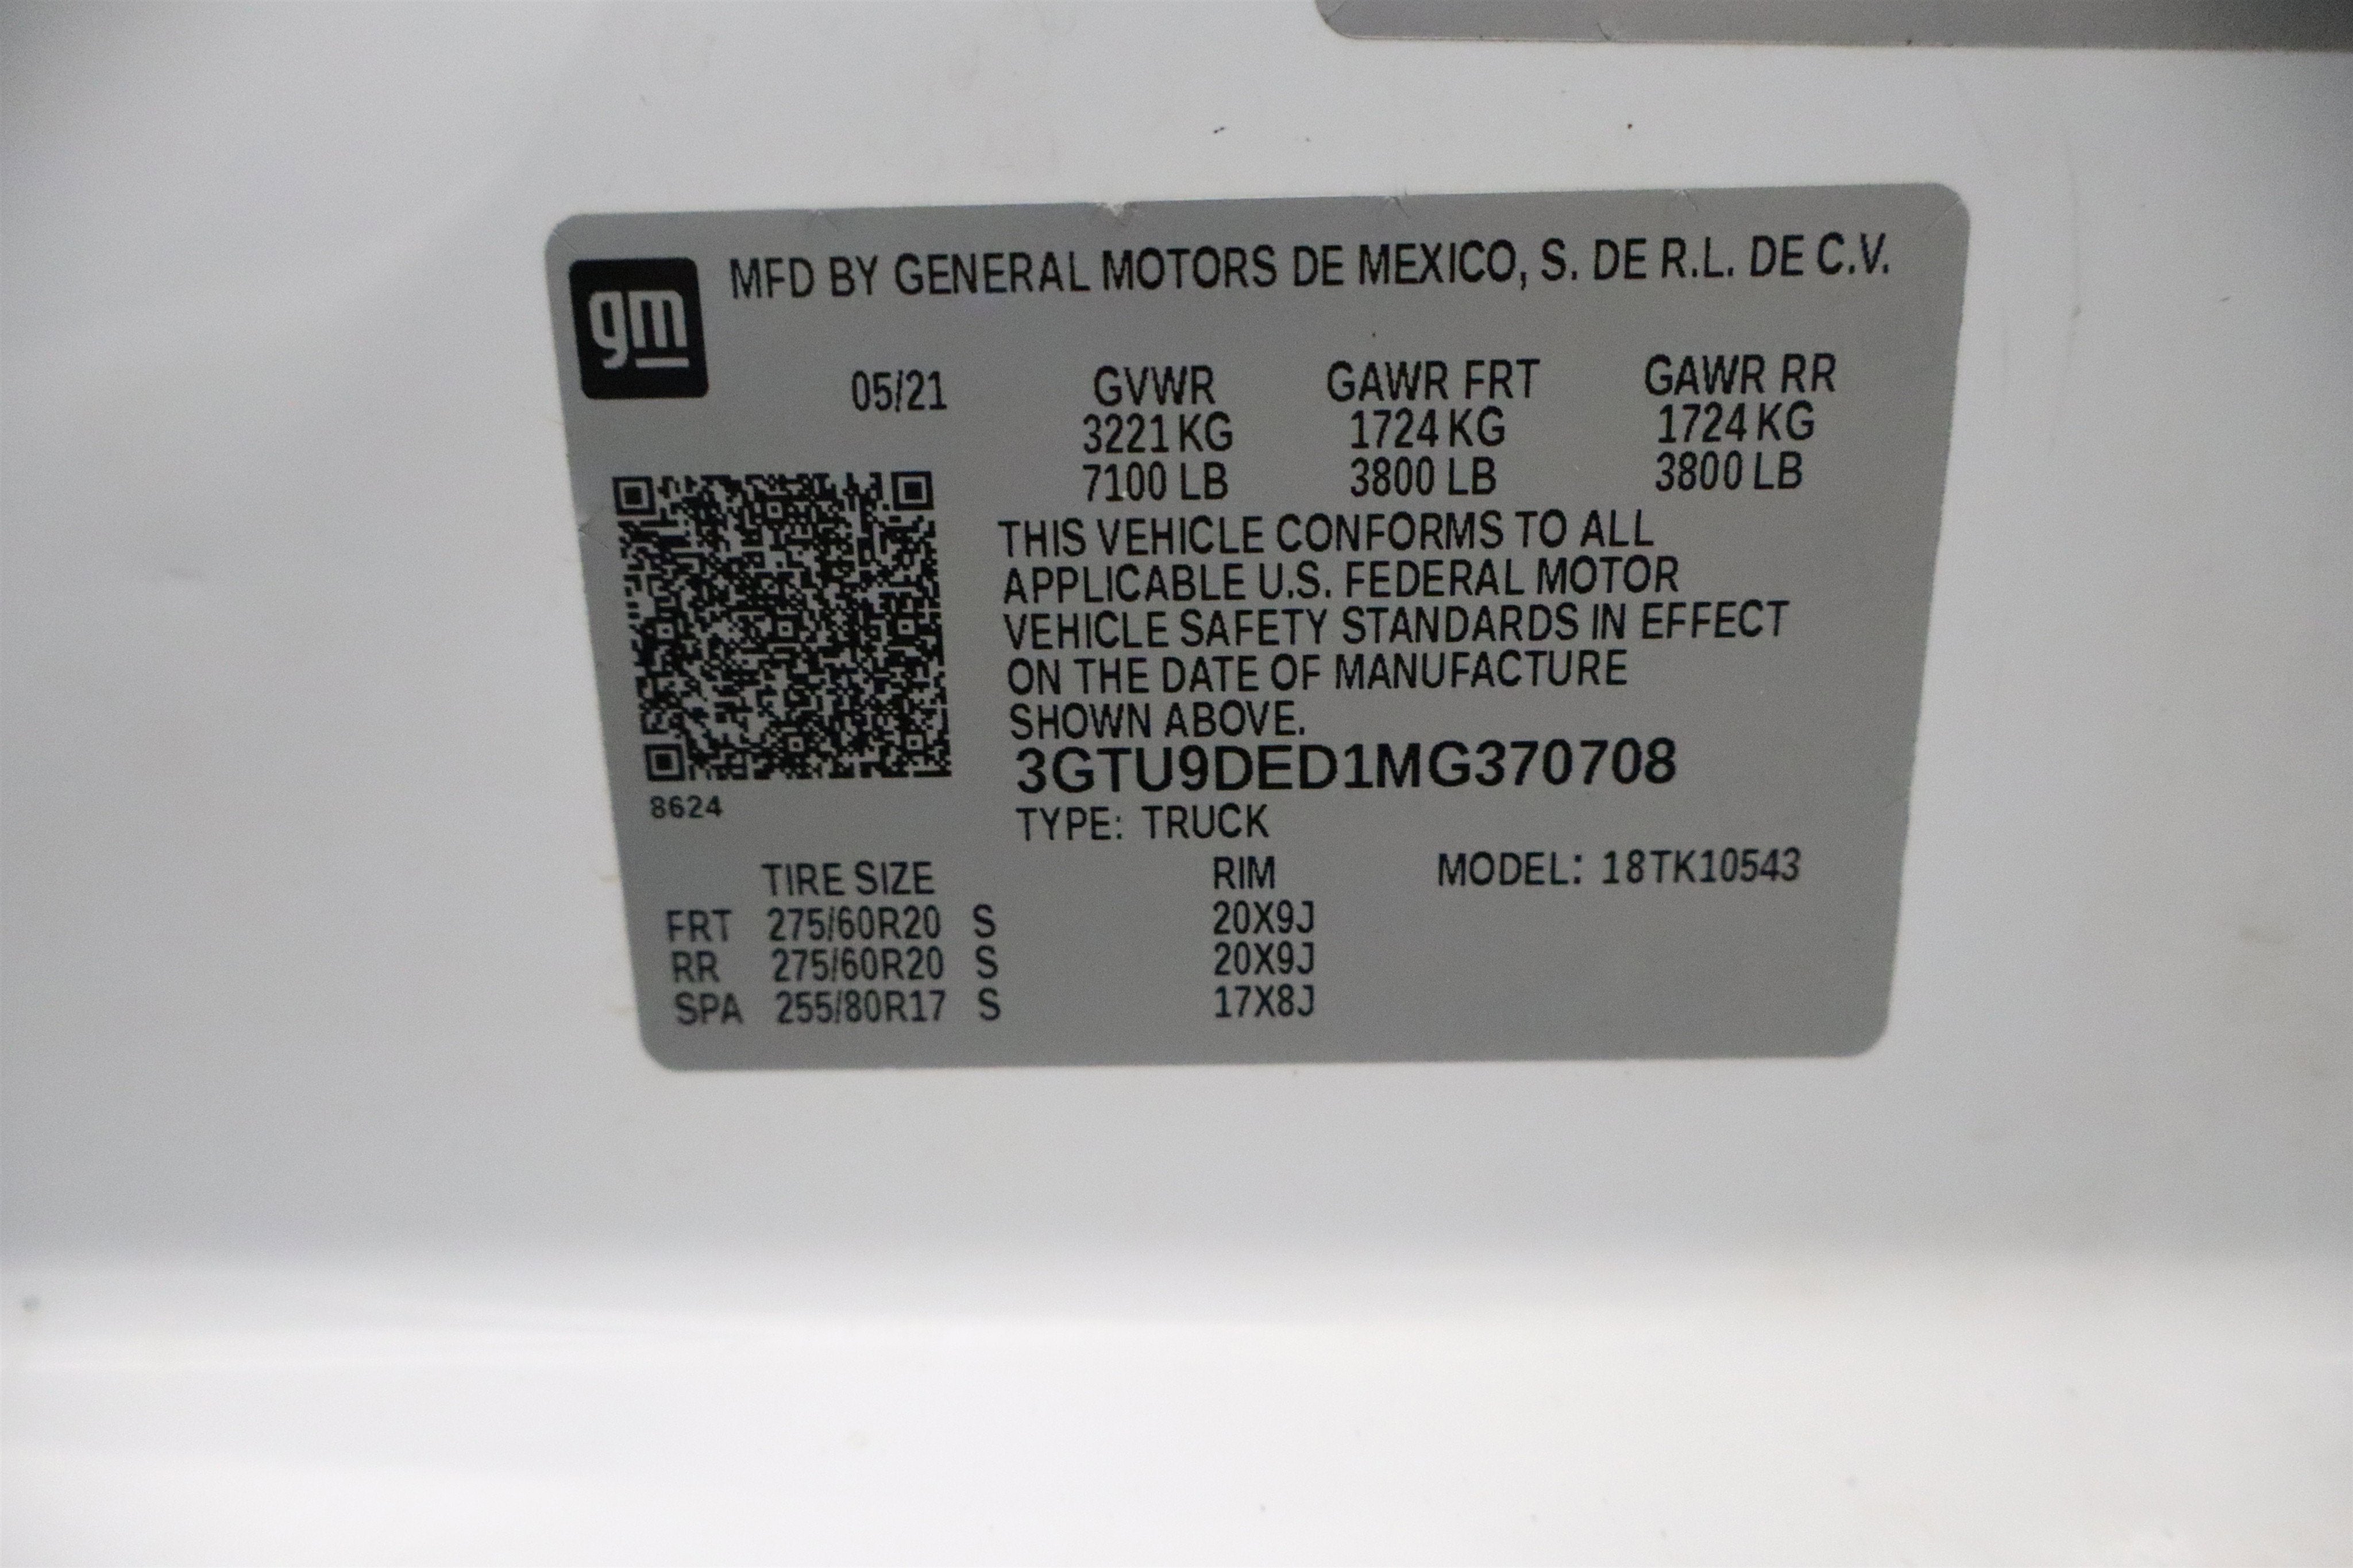 gm
MFD BY GENERAL MOTORS DE MEXICO, S. DE R.L. DE C.V.
05/21 GVWR GAWR FRT GAWR RR
3221 KG 1724 KG 1724 KG
7100 LB 3800 LB 3800 LB
THIS VEHICLE CONFORMS TO ALL
APPLICABLE U.S. FEDERAL MOTOR
VEHICLE SAFETY STANDARDS IN EFFECT
ON THE DATE OF MANUFACTURE
SHOWN ABOVE.
3GTU9DED1MG370708
8624
TYPE: TRUCK
TIRE SIZE RIM MODEL: 18TK10543
FRT 275/60R20 S 20X9J
RR 275/60R20 S 20X9J
SPA 255/80R17 S 17X8J